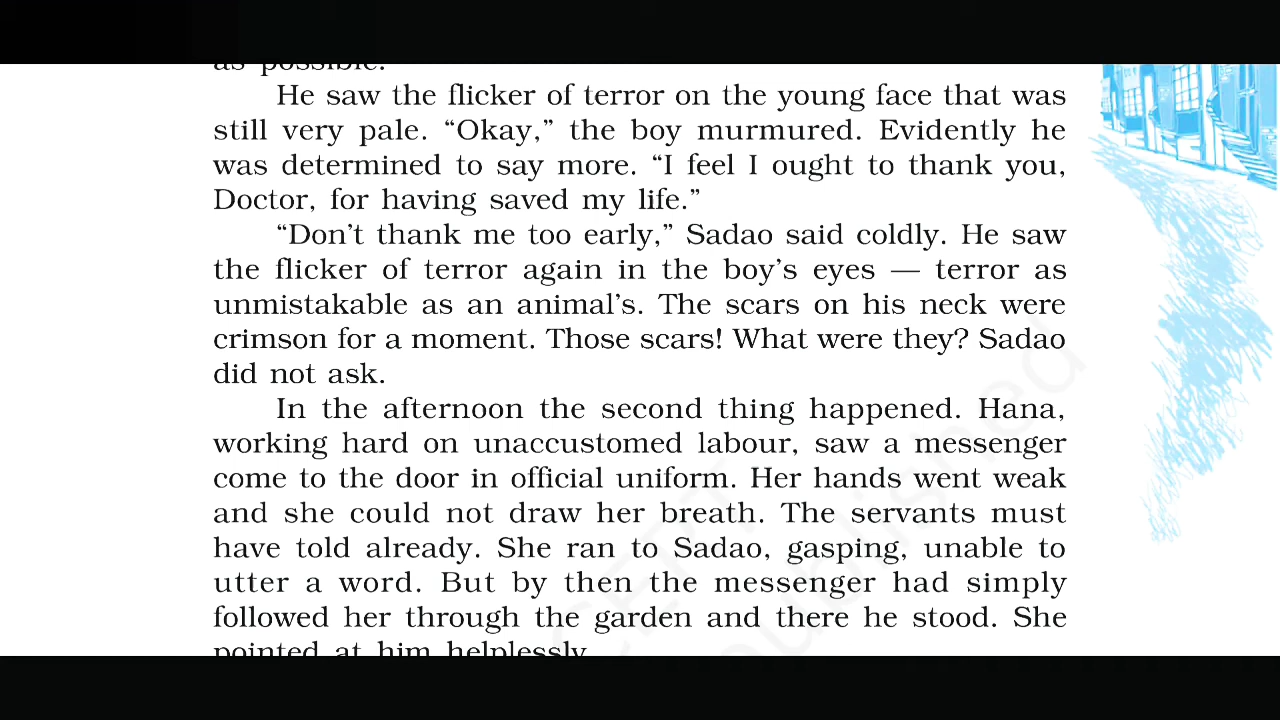 as possible.
He saw the flicker of terror on the young face that was
still very pale. “Okay,” the boy murmured. Evidently he
was determined to say more. “I feel I ought to thank you,
Doctor, for having saved my life.”
“Don’t thank me too early,” Sadao said coldly. He saw
the flicker of terror again in the boy’s eyes — terror as
unmistakable as an animal’s. The scars on his neck were
crimson for a moment. Those scars! What were they? Sadao
did not ask.
In the afternoon the second thing happened. Hana,
working hard on unaccustomed labour, saw a messenger
come to the door in official uniform. Her hands went weak
and she could not draw her breath. The servants must
have told already. She ran to Sadao, gasping, unable to
utter a word. But by then the messenger had simply
followed her through the garden and there he stood. She
pointed at him helplessly.